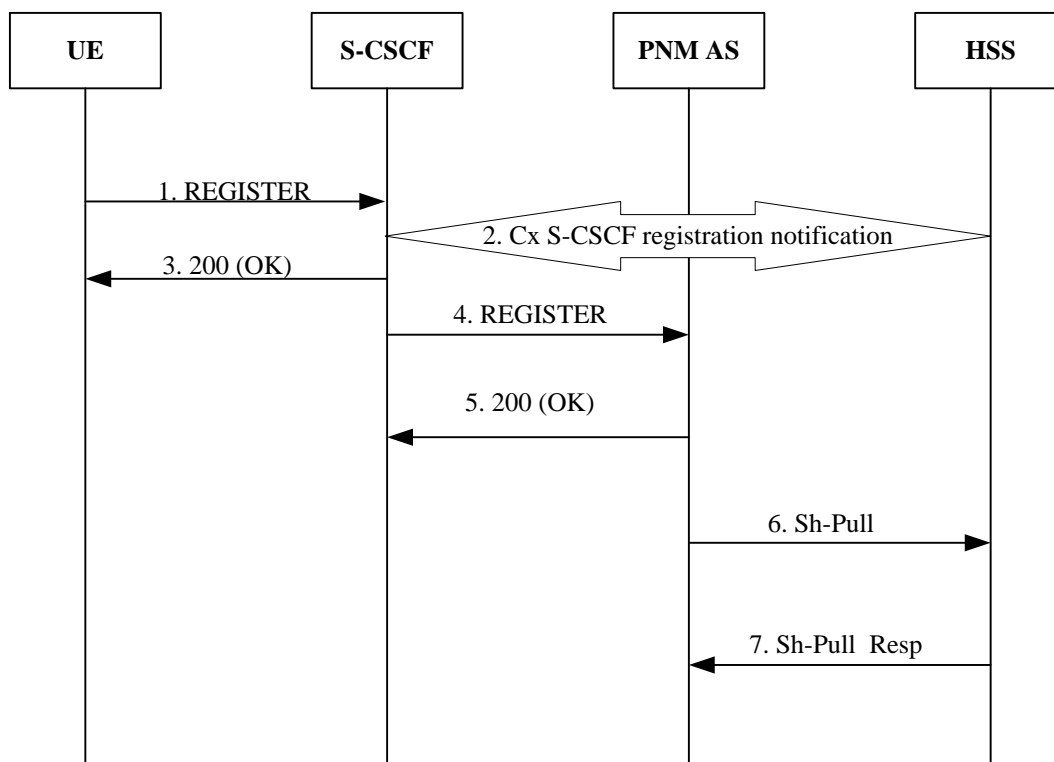 UE
S-CSCF
PNM AS
HSS
1. REGISTER
2. Cx S-CSCF registration notification
3. 200 (OK)
4. REGISTER
5. 200 (OK)
6. Sh-Pull
7. Sh-Pull Resp